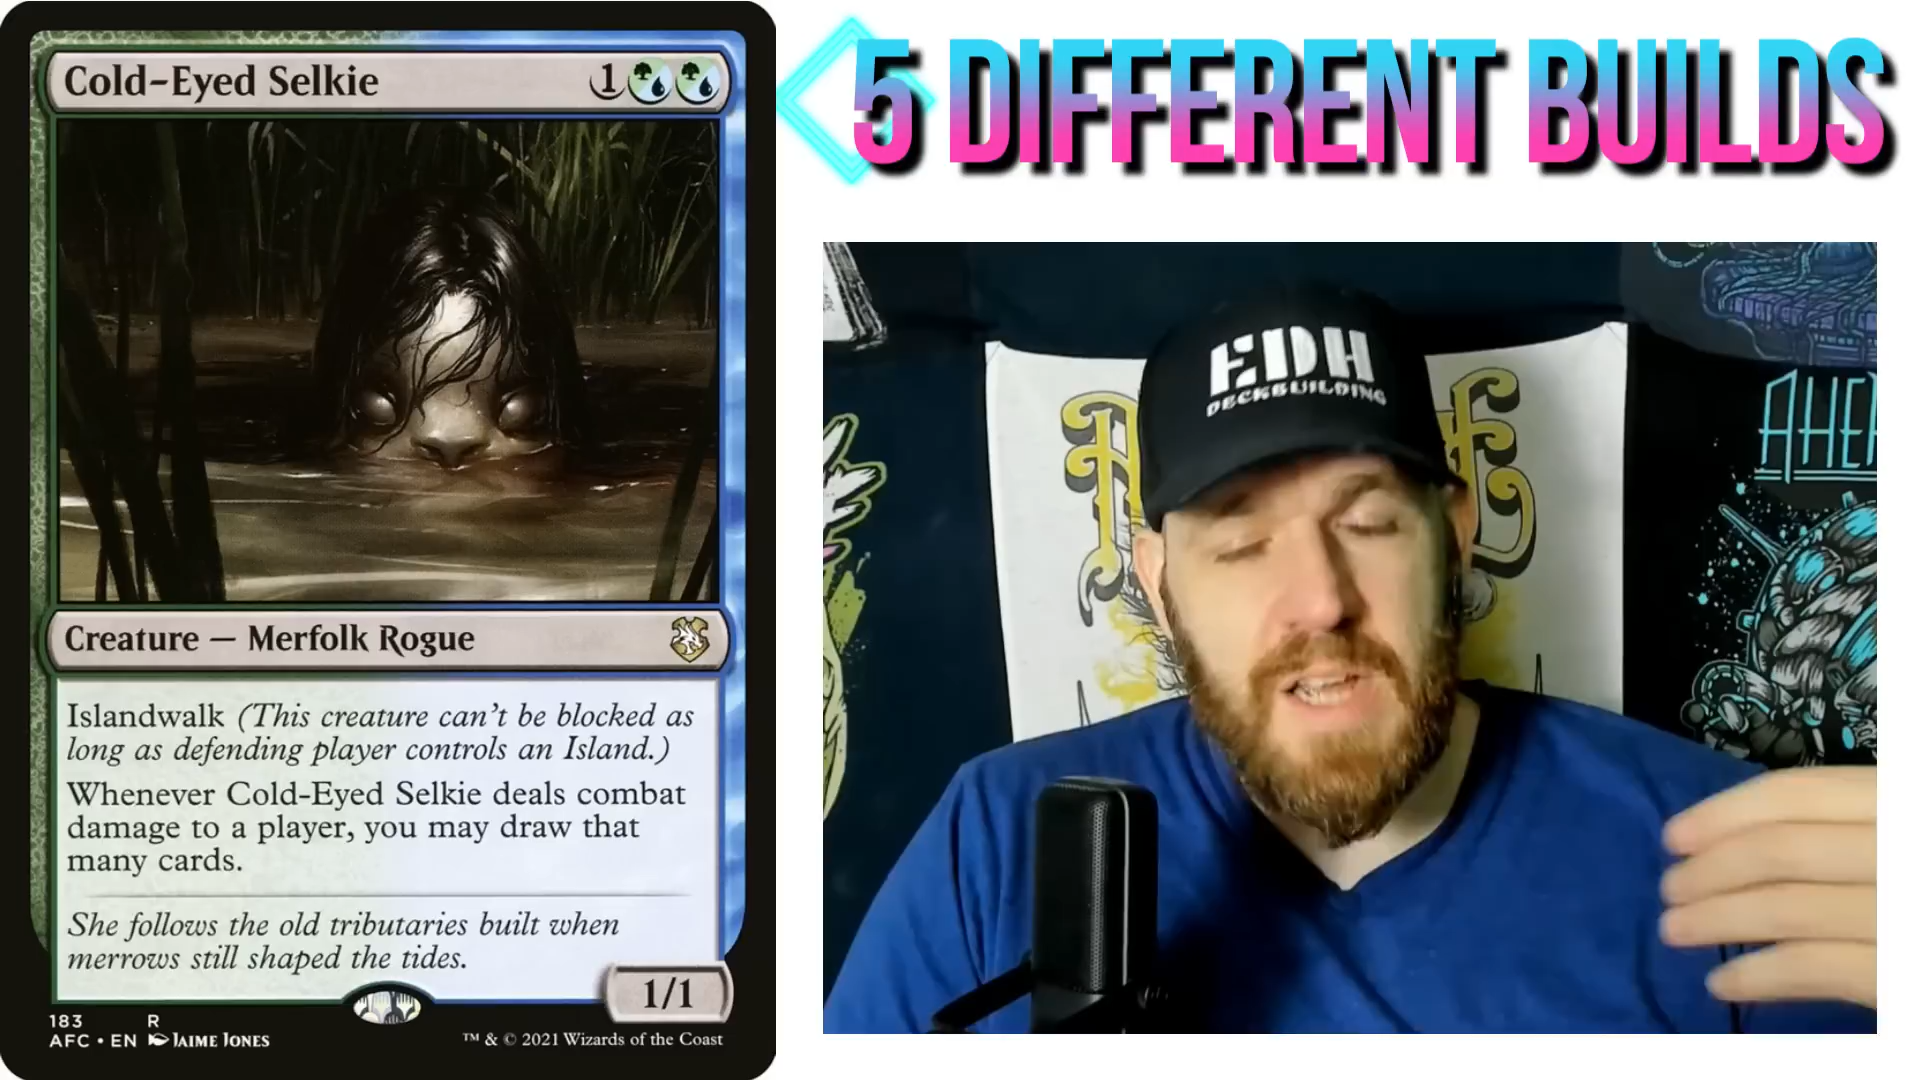 Cold-Eyed Selkie
1
Creature — Merfolk Rogue
Islandwalk (This creature can't be blocked as
long as defending player controls an Island.)
Whenever Cold-Eyed Selkie deals combat
damage to a player, you may draw that
many cards.
She follows the old tributaries built when
merrows still shaped the tides.
1/1
183 R
AFC • EN JAIME JONES
™ & © 2021 Wizards of the Coast
5 DIFFERENT BUILDS
EDH
DECKBUILDING